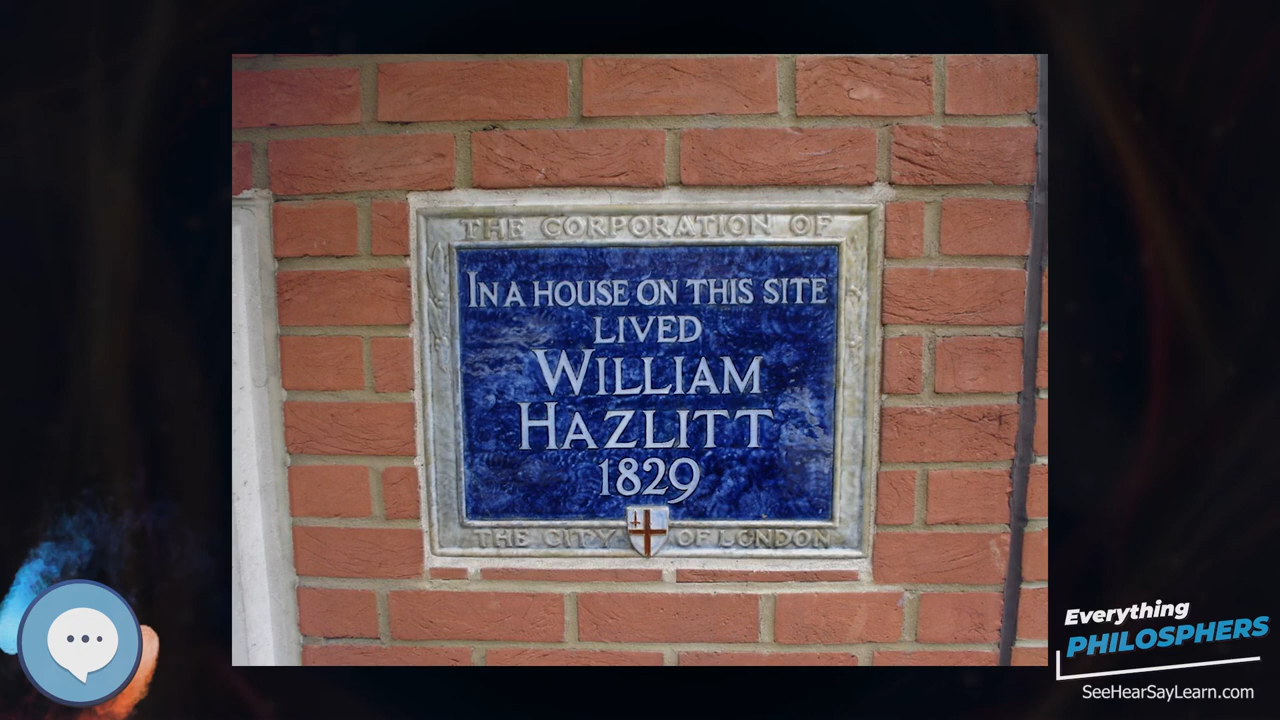 THE CORPORATION OF
IN A HOUSE ON THIS SITE
LIVED
WILLIAM
HAZLITT
1829
THE CITY OF LONDON
Everything
PHILOSPHERS
SeeHearSayLearn.com